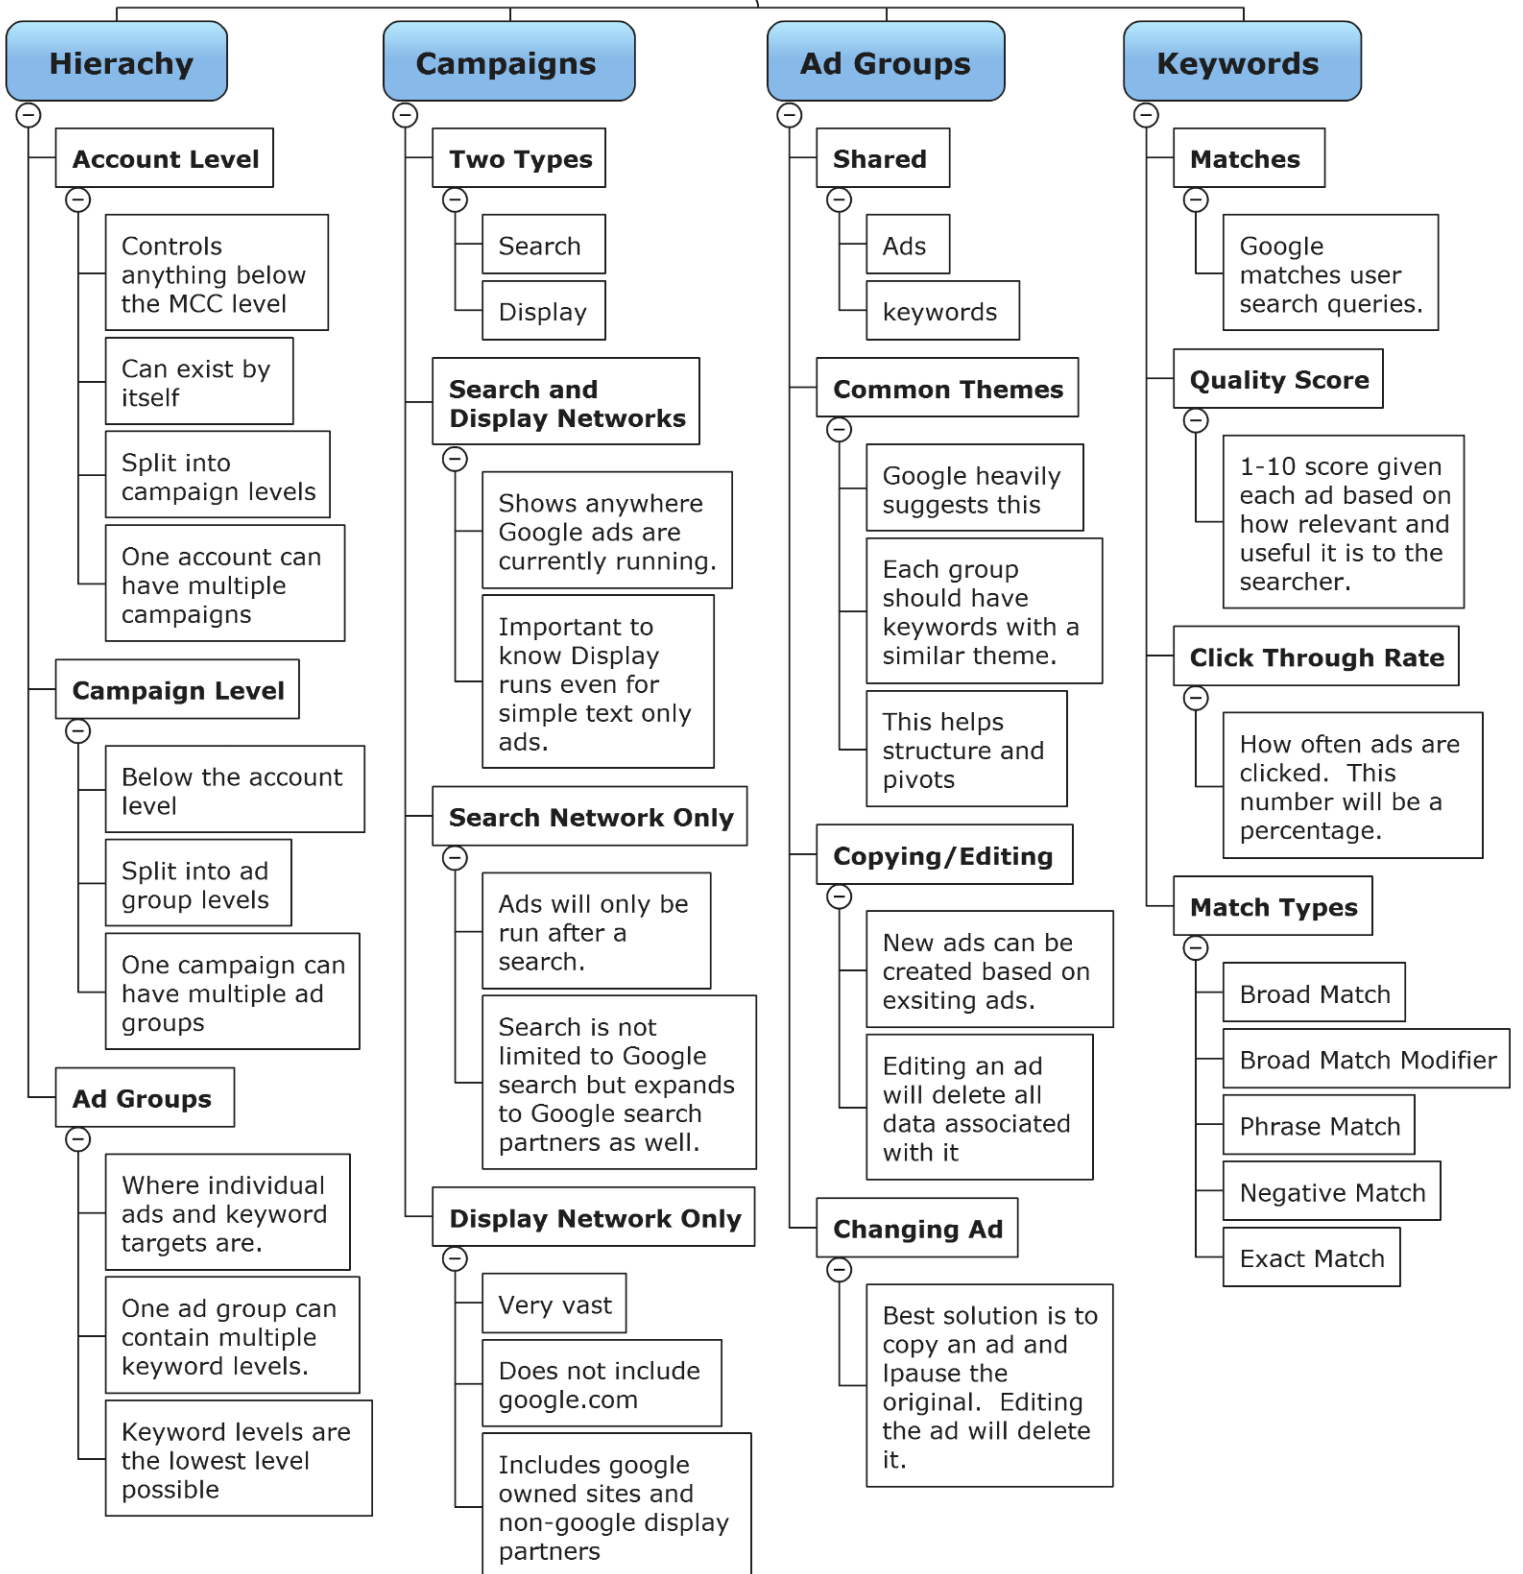 Hierachy
Account Level
Controls
anything below
the MCC level
Can exist by
itself
Split into
campaign levels
One account can
have multiple
campaigns
Campaign Level
Below the account
level
Split into ad
group levels
One campaign can
have multiple ad
groups
Ad Groups
Where individual
ads and keyword
targets are.
One ad group can
contain multiple
keyword levels.
Keyword levels are
the lowest level
possible
Campaigns
Two Types
Search
Display
Search and
Display Networks
Shows anywhere
Google ads are
currently running.
Important to
know Display
runs even for
simple text only
ads.
Search Network Only
Ads will only be
run after a
search.
Search is not
limited to Google
search but expands
to Google search
partners as well.
Display Network Only
Very vast
Does not include
google.com
Includes google
owned sites and
non-google display
partners
Ad Groups
Shared
Ads
keywords
Common Themes
Google heavily
suggests this
Each group
should have
keywords with a
similar theme.
This helps
structure and
pivots
Copying/Editing
New ads can be
created based on
exsiting ads.
Editing an ad
will delete all
data associated
with it
Changing Ad
Best solution is to
copy an ad and
lpause the
original.  Editing
the ad will delete
it.
Keywords
Matches
Google
matches user
search queries.
Quality Score
1-10 score given
each ad based on
how relevant and
useful it is to the
searcher.
Click Through Rate
How often ads are
clicked.  This
number will be a
percentage.
Match Types
Broad Match
Broad Match Modifier
Phrase Match
Negative Match
Exact Match